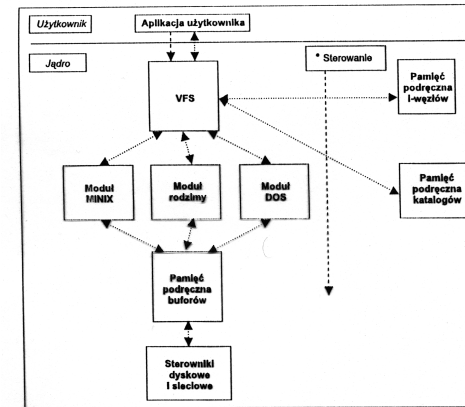 Użytkownik
Aplikacja użytkownika
Jądro
Sterowanie
VFS
Pamięć
podręczna
I-węzłów
Moduł
MINIX
Moduł
rodzimy
Moduł
DOS
Pamięć
podręczna
katalogów
Pamięć
podręczna
buforów
Sterowniki
dyskowe
I sieciowe